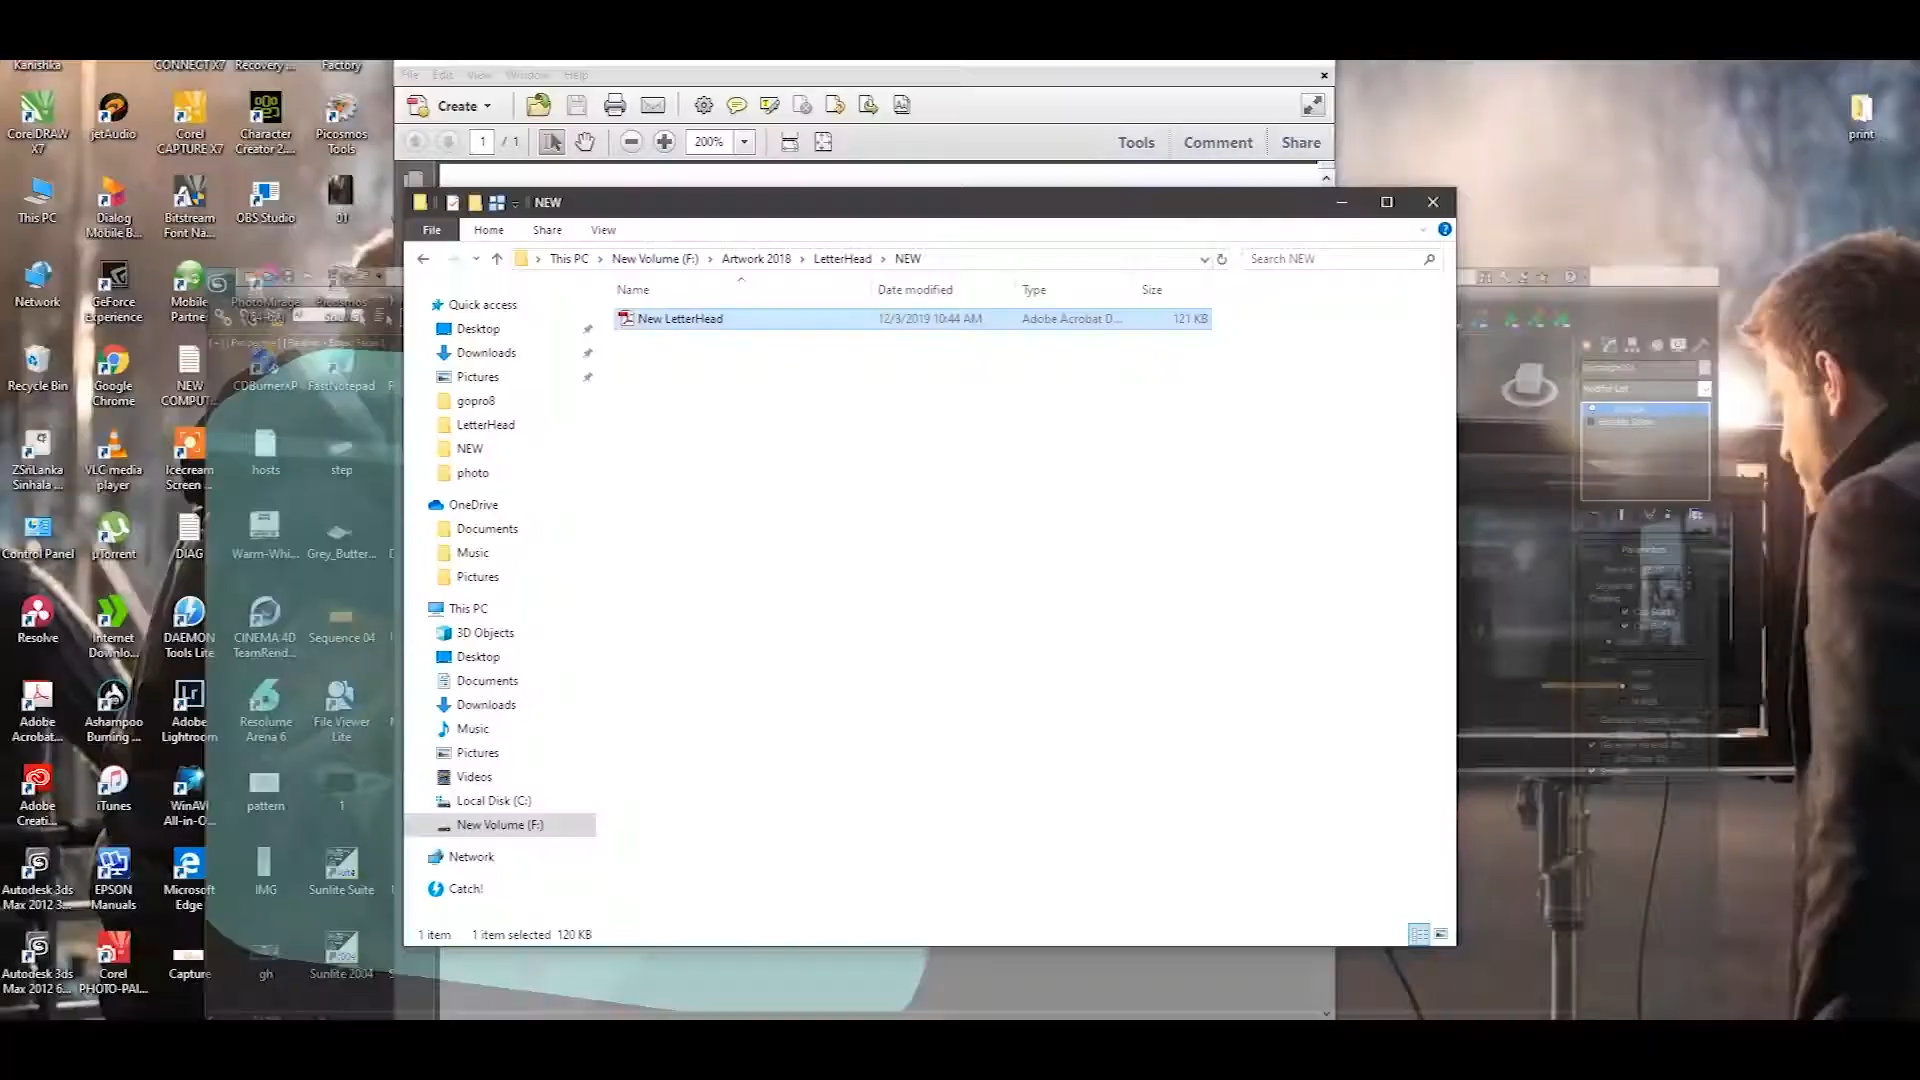 Kanishka
CONNECT X7
Recovery ...
Factory
CorelDRAW X7
jetAudio
Corel CAPTURE X7
Character Creator 2....
Picosmos Tools
This PC
Dialog Mobile B...
Bitstream Font Na...
OBS Studio
01
Network
GeForce Experience
Mobile Partner
Recycle Bin
Google Chrome
NEW COMPUT...
CDBurnerXP
FastNotepad
ZSriLanka Sinhala ...
VLC media player
Icecream Screen ...
hosts
step
Control Panel
µTorrent
DIAG
Warm-Whi...
Grey_Butter...
Resolve
Internet Downlo...
DAEMON Tools Lite
CINEMA 4D TeamRend...
Sequence 04
Adobe Acrobat...
Ashampoo Burning ...
Adobe Lightroom
Resolume Arena 6
File Viewer Lite
Adobe Creati...
iTunes
WinAVI All-in-O...
pattern
1
Autodesk 3ds Max 2012 3...
EPSON Manuals
Microsoft Edge
IMG
Sunlite Suite
Autodesk 3ds Max 2012 6...
Corel PHOTO-PAI...
Capture
gh
Sunlite 2004
File Edit View Window Help
Create
1 / 1
200%
Tools Comment Share
NEW
File Home Share View
This PC New Volume (F:) Artwork 2018 LetterHead NEW
Search NEW
Name Date modified Type Size
New LetterHead 12/3/2019 10:44 AM Adobe Acrobat D... 121 KB
Quick access
Desktop
Downloads
Pictures
gopro8
LetterHead
NEW
photo
OneDrive
Documents
Music
Pictures
This PC
3D Objects
Desktop
Documents
Downloads
Music
Pictures
Videos
Local Disk (C:)
New Volume (F:)
Network
Catch!
1 item 1 item selected 120 KB
print
Modifier List
Parameters